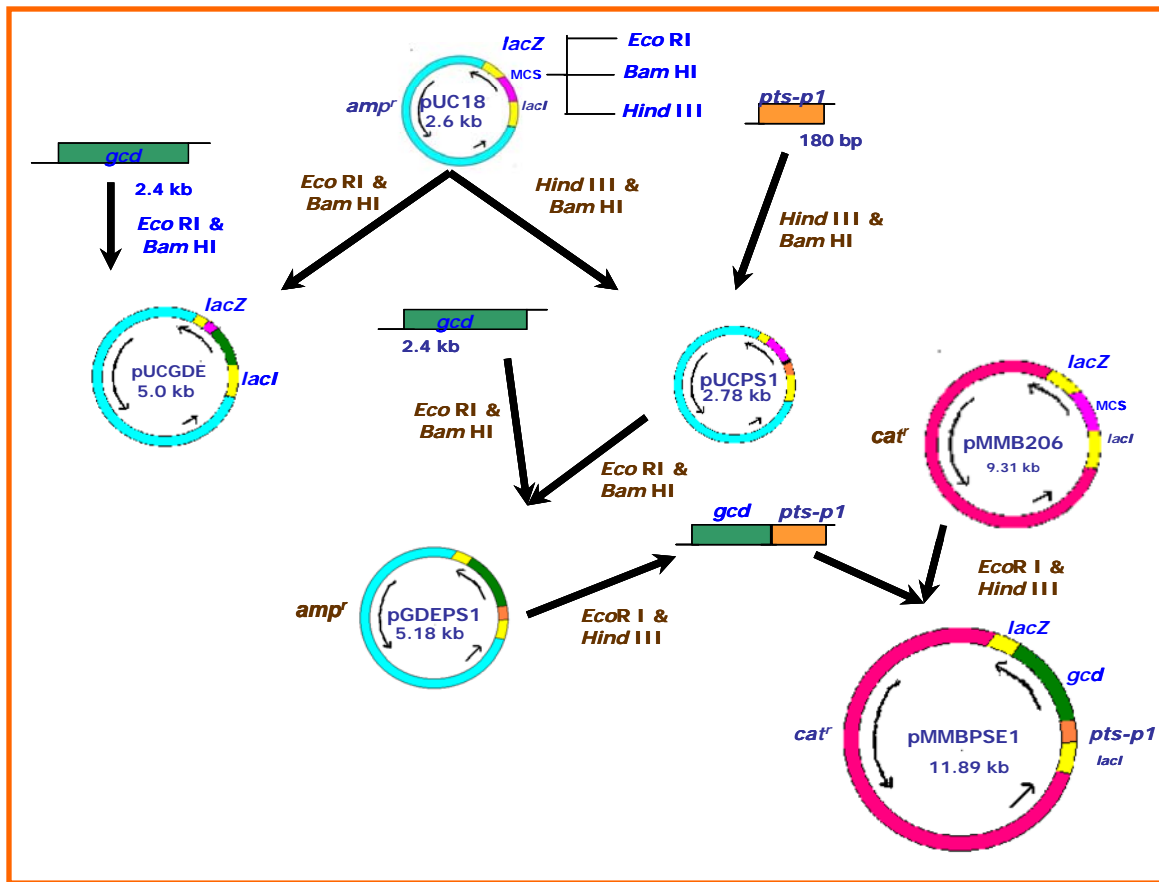 lacZ
Eco RI
MCS
Bam HI
lacI
Hind III
amp^r
pUC18
2.6 kb
pts-p1
180 bp
gcd
2.4 kb
Eco RI &
Bam HI
Eco RI &
Bam HI
Hind III &
Bam HI
Hind III &
Bam HI
lacZ
pUCGDE
5.0 kb
lacI
gcd
2.4 kb
pUCPS1
2.78 kb
Eco RI &
Bam HI
Eco RI &
Bam HI
lacZ
MCS
lacI
cat^r
pMMB206
9.31 kb
gcd
pts-p1
amp^r
pGDEPS1
5.18 kb
EcoR I &
Hind III
EcoR I &
Hind III
lacZ
gcd
cat^r
pMMBPSE1
11.89 kb
pts-p1
lacI